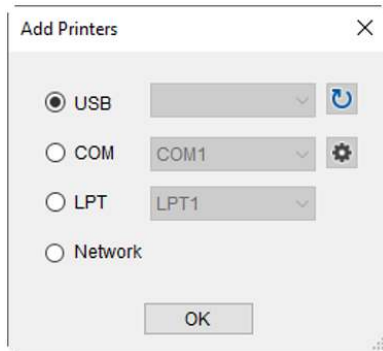 Add Printers
USB
COM COM1
LPT LPT1
Network
OK